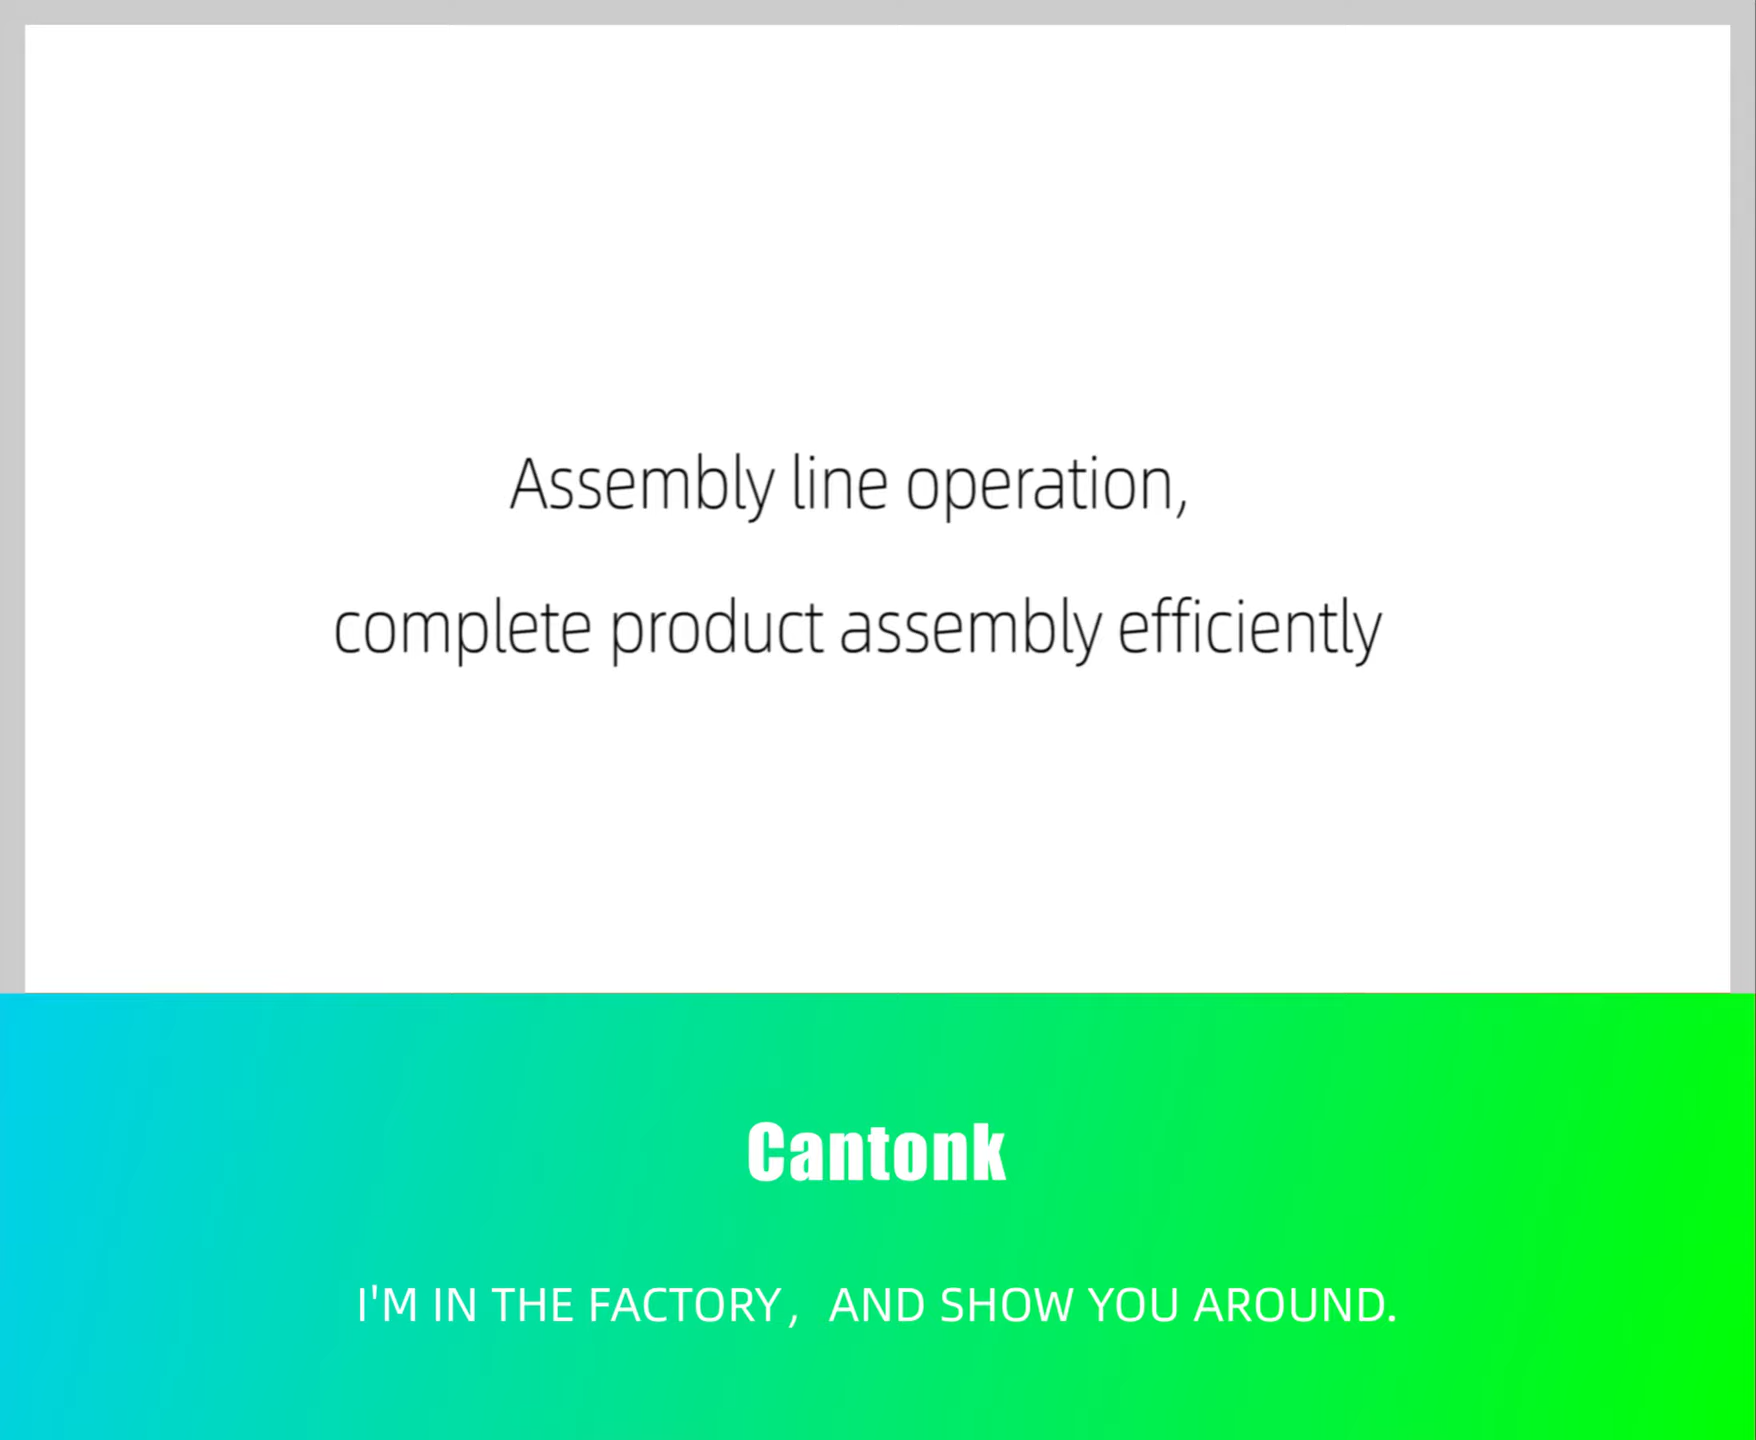 Assembly line operation,
complete product assembly efficiently
Cantonk
I'M IN THE FACTORY, AND SHOW YOU AROUND.